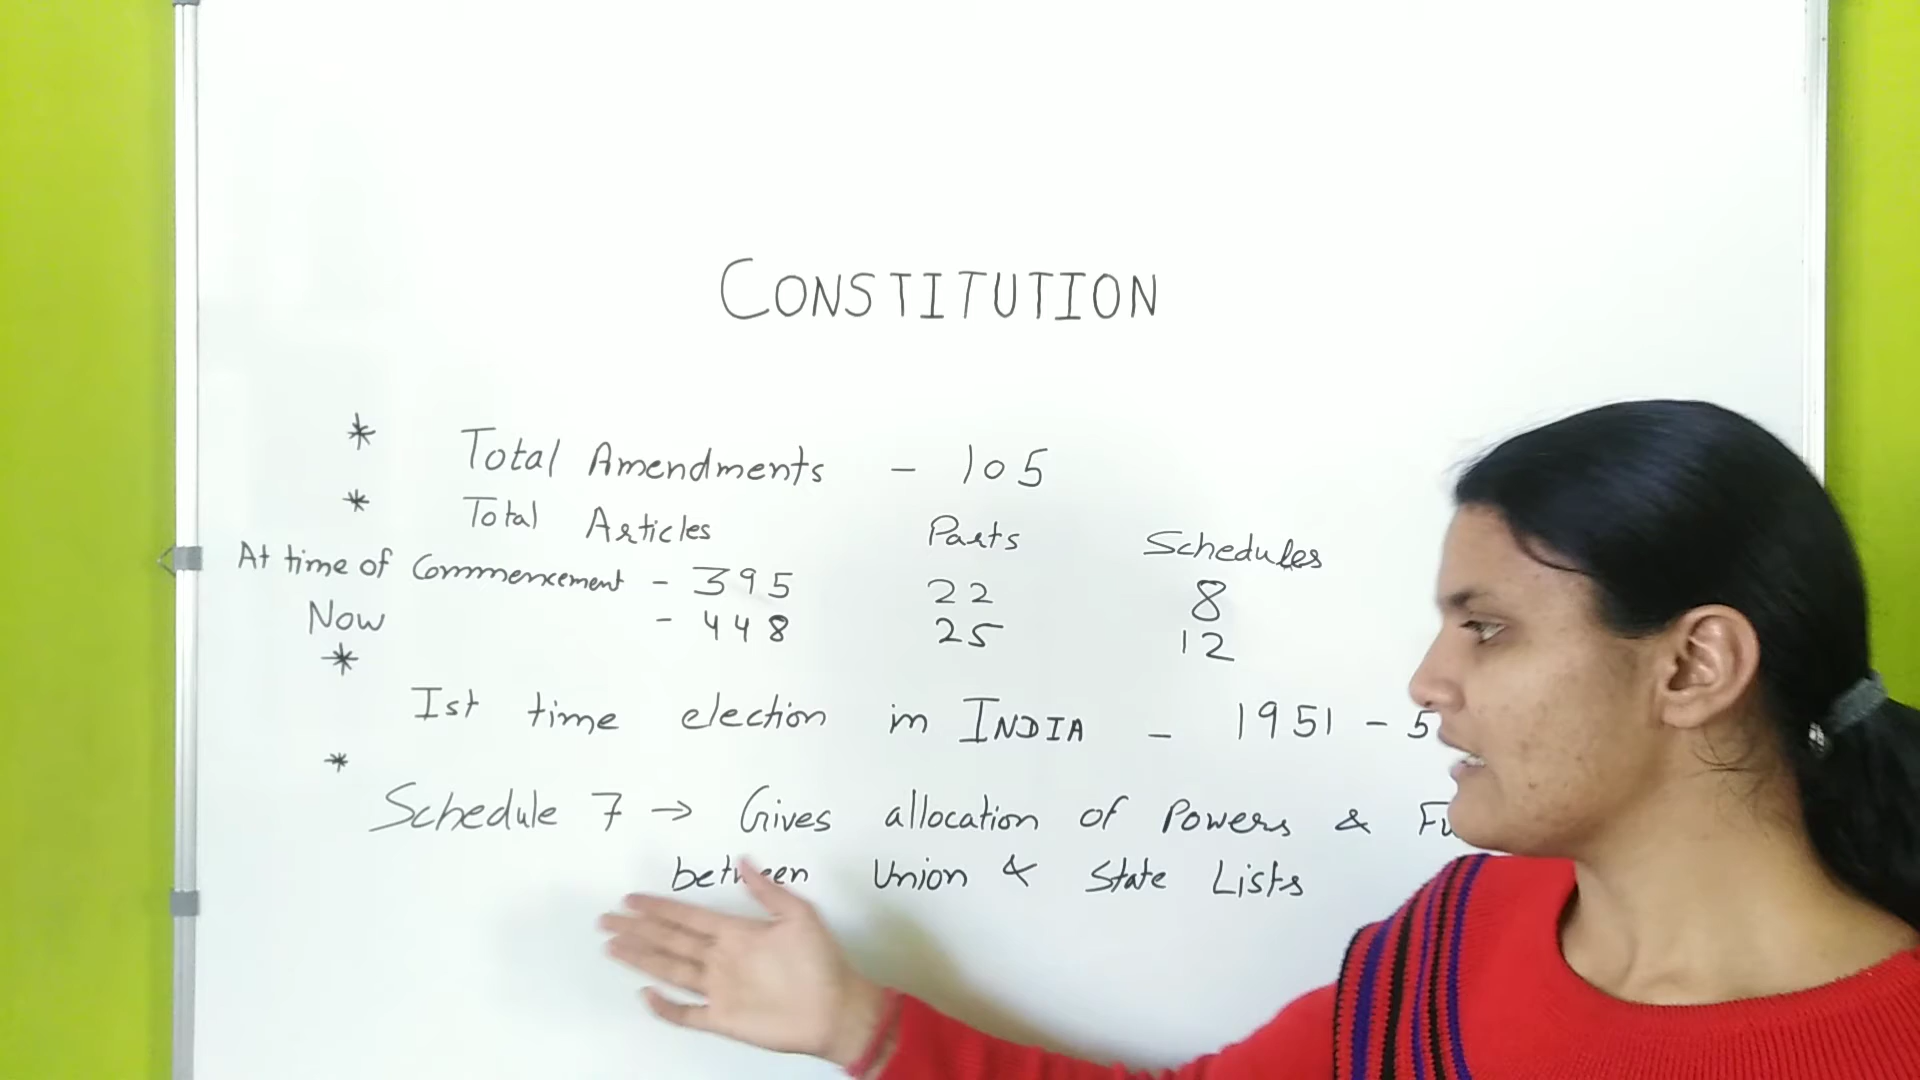 CONSTITUTION
* Total Amendments - 105
* Total Articles Parts Schedules
At time of Commencement - 395 22 8
Now - 448 25 12
*
Ist time election in INDIA - 1951 - 5
*
Schedule 7 → Gives allocation of Powers &
between Union & State Lists